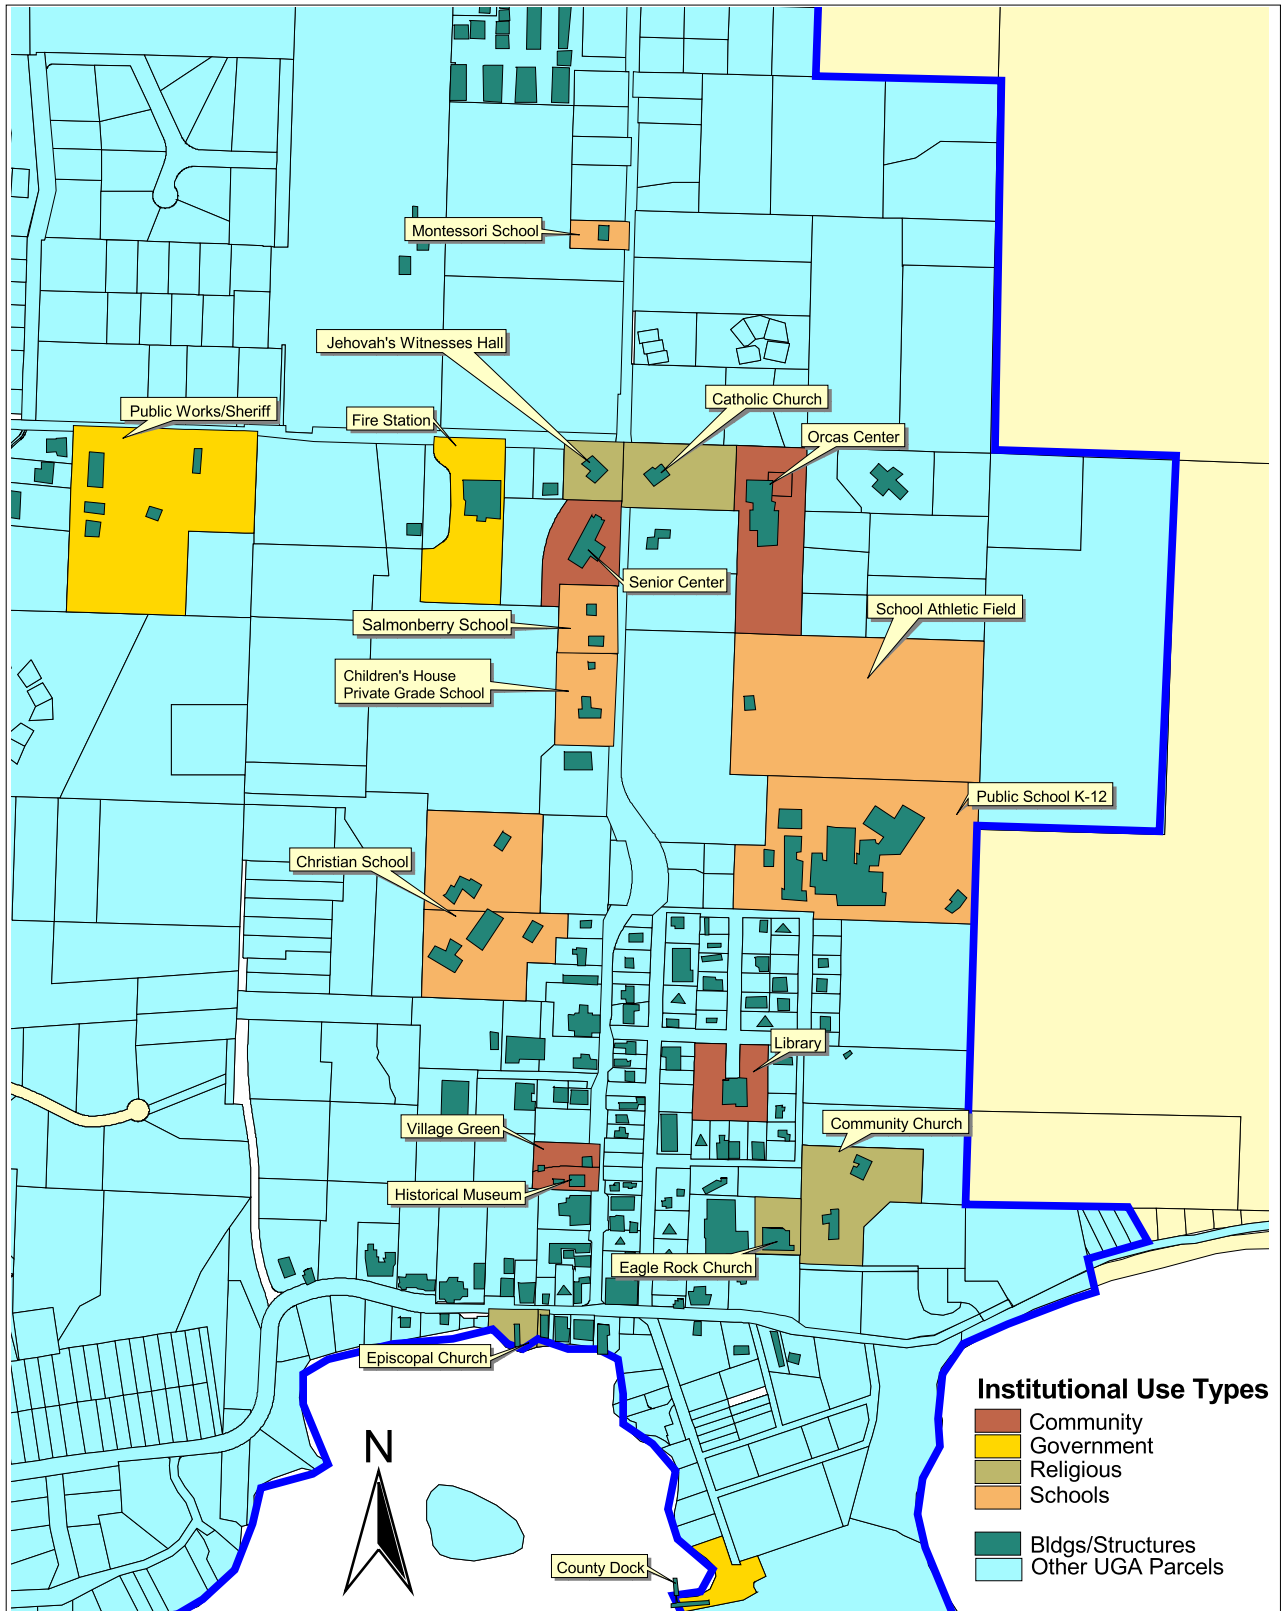 Montessori School
Jehovah's Witnesses Hall
Catholic Church
Public Works/Sheriff
Fire Station
Orcas Center
Senior Center
School Athletic Field
Salmonberry School
Children's House
Private Grade School
Public School K-12
Christian School
Library
Village Green
Community Church
Historical Museum
Eagle Rock Church
Episcopal Church
County Dock
N
Institutional Use Types
Community
Government
Religious
Schools
Bldgs/Structures
Other UGA Parcels